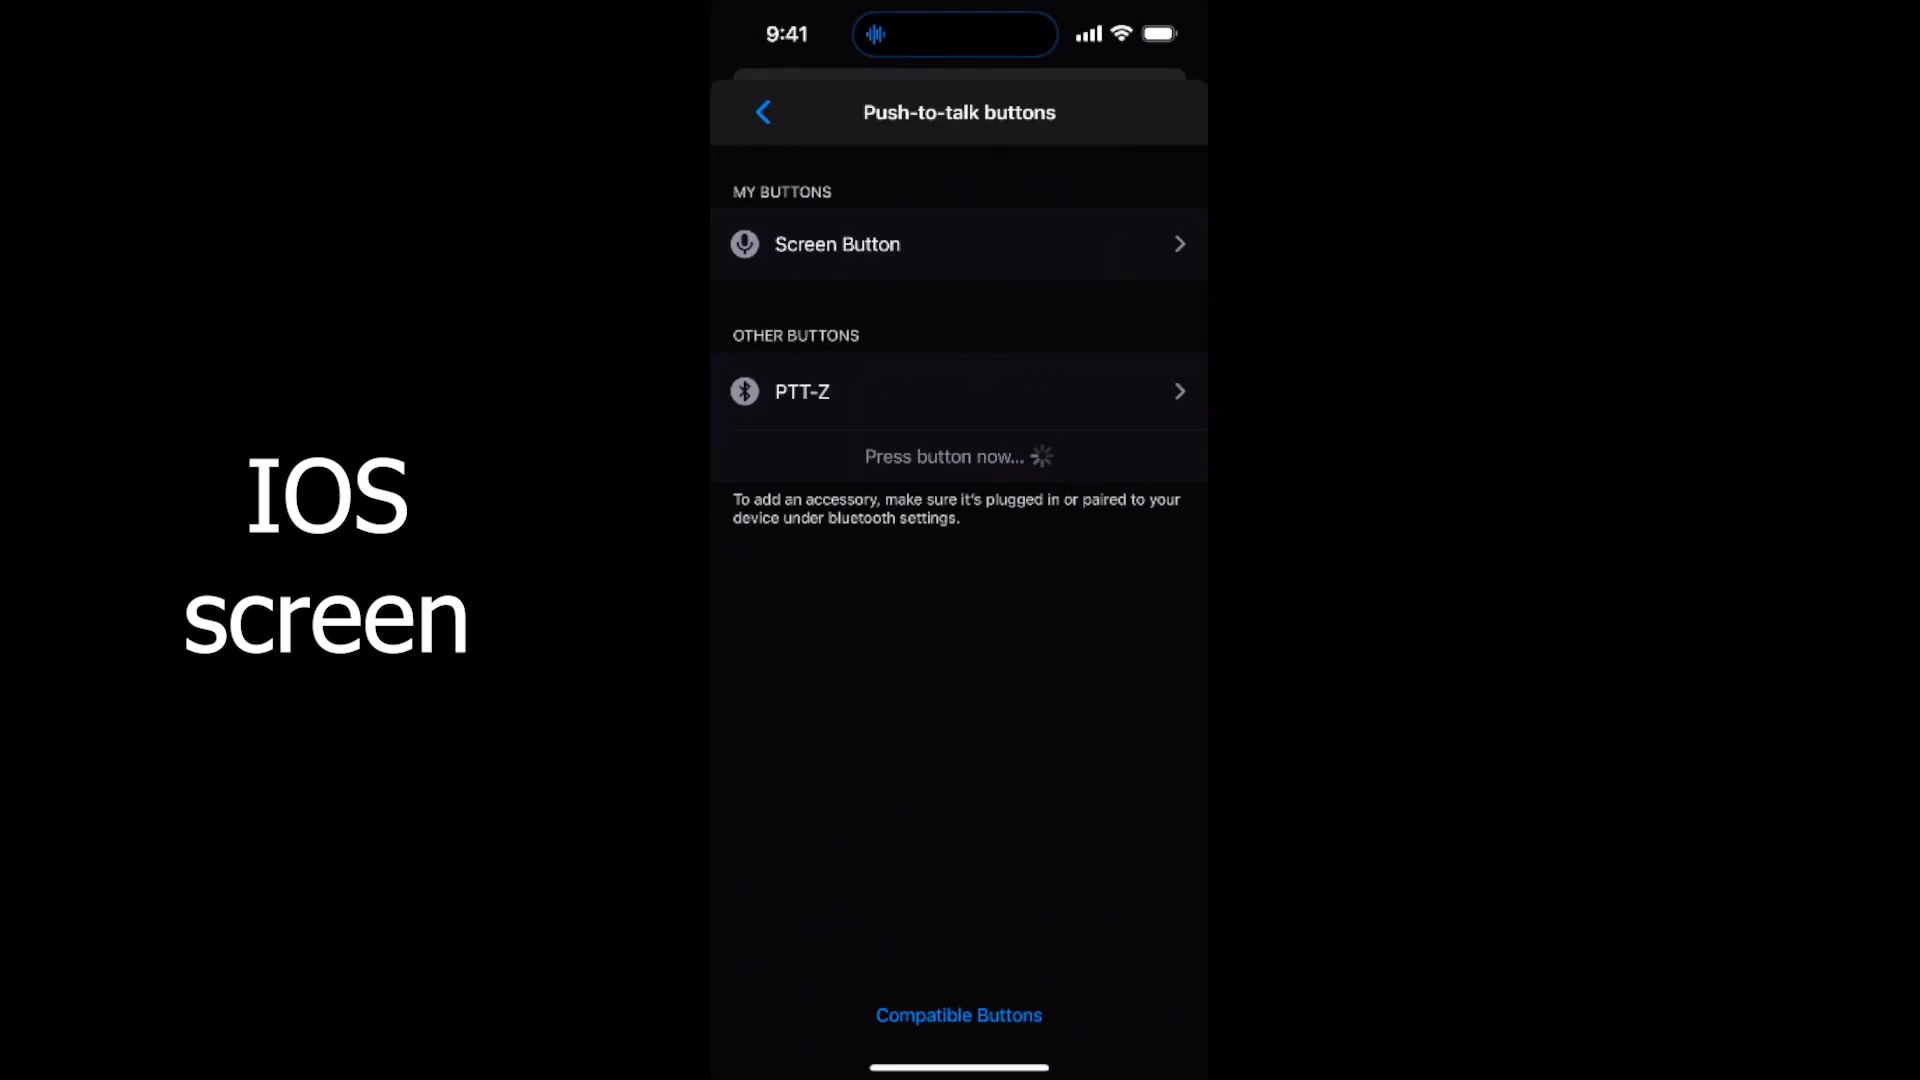 9:41
Push-to-talk buttons
MY BUTTONS
Screen Button
OTHER BUTTONS
PTT-Z
Press button now...
To add an accessory, make sure it's plugged in or paired to your
device under bluetooth settings.
IOS
screen
Compatible Buttons